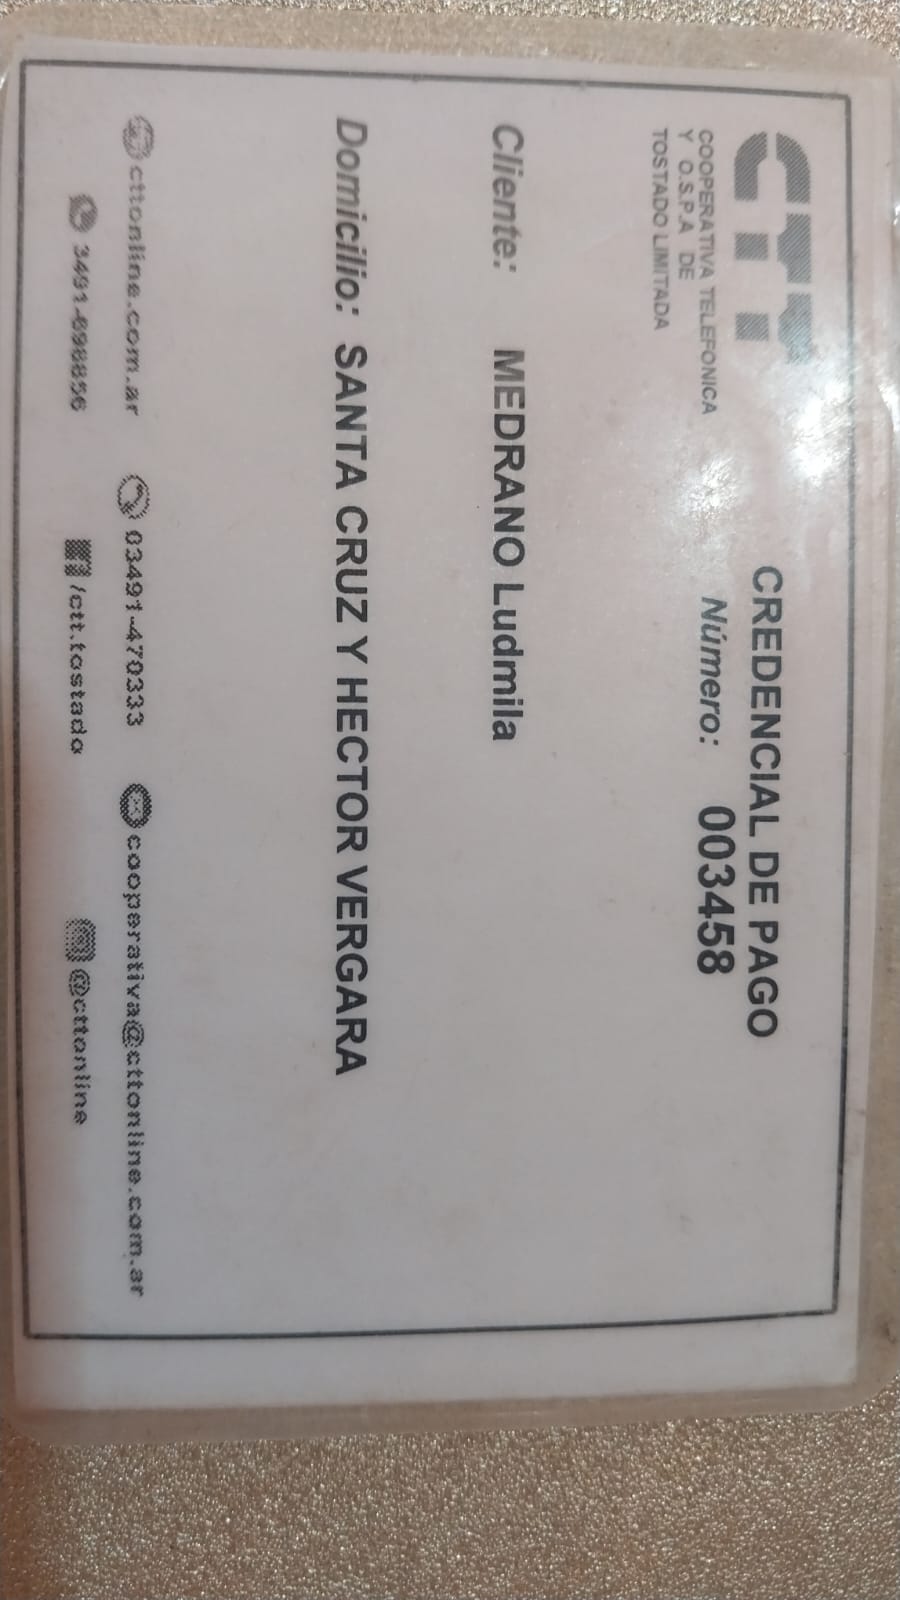 CTT
COOPERATIVA TELEFONICA
Y O.S.P.A DE
TOSTADO LIMITADA
CREDENCIAL DE PAGO
Número: 003458
Cliente: MEDRANO Ludmila
Domicilio: SANTA CRUZ Y HECTOR VERGARA
cttonline.com.ar 03491-470333 cooperativa@cttonline.com.ar
3491-698856 /ctt.tostado @cttonline